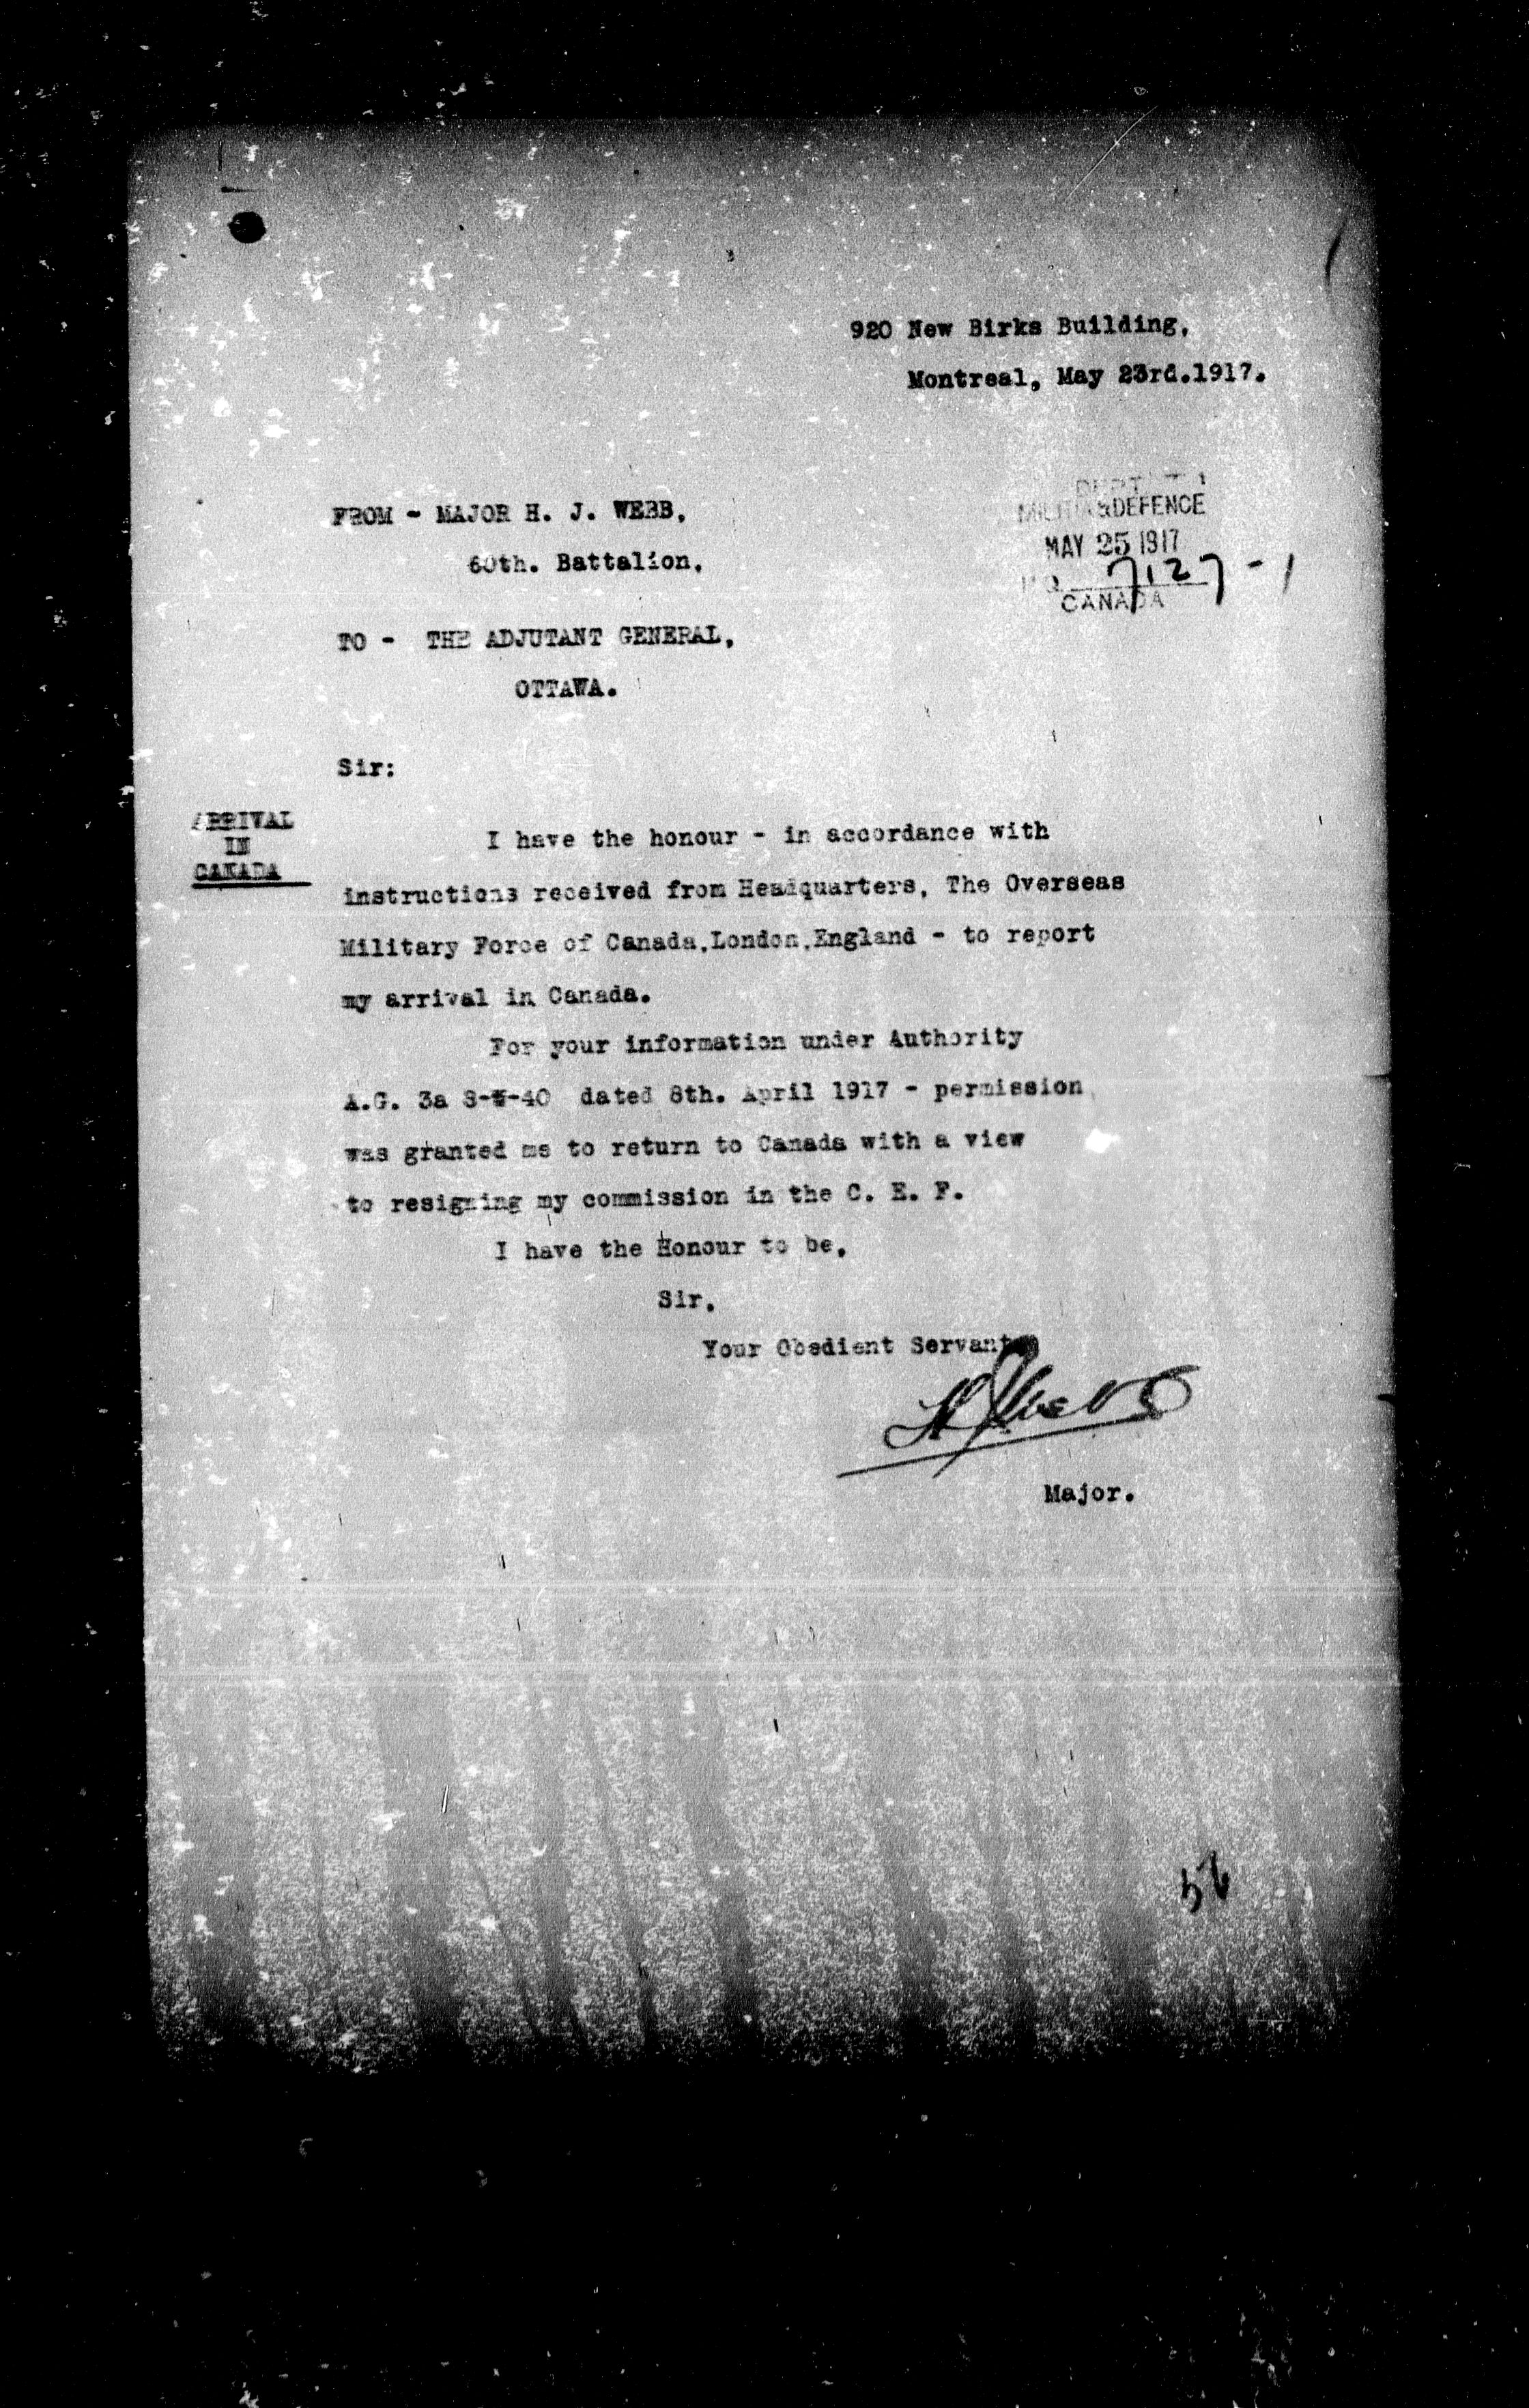 920 New Birks Building,
Montreal, May 23rd.1917.
FROM - MAJOR H. J. WEBB,
60th. Battalion,
DEPT
MILITIA & DEFENCE
MAY 25 1917
H.Q. 7127-1
CANADA
TO - THE ADJUTANT GENERAL,
OTTAWA.
Sir:
ARRIVAL
IN
CANADA
I have the honour - in accordance with
instructions received from Headquarters, The Overseas
Military Force of Canada,London,England - to report
my arrival in Canada.
For your information under Authority
A.G. 3a dated 8th. April 1917 - permission
was granted me to return to Canada with a view
to resigning my commission in the C. E. F.
I have the Honour to be,
Sir,
Your Obedient Servant
HJWebb
Major.